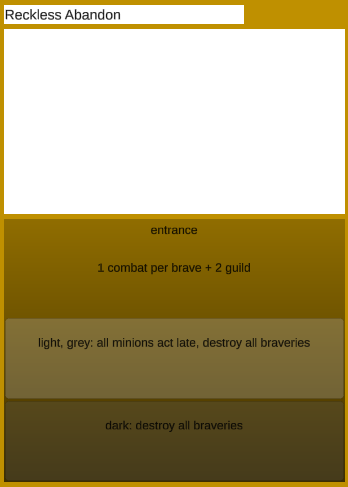 Reckless Abandon
entrance
1 combat per brave + 2 guild
light, grey: all minions act late, destroy all braveries
dark: destroy all braveries